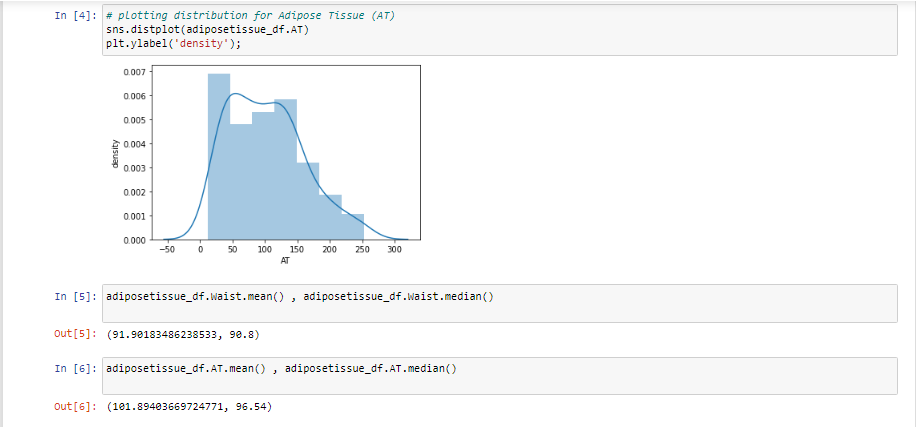 In [4]: # plotting distribution for Adipose Tissue (AT)
sns.distplot(adiposetissue_df.AT)
plt.ylabel('density');
0.007
0.006
0.005
0.004
0.003
0.002
0.001
0.000
density
−50 0 50 100 150 200 250 300
AT
In [5]: adiposetissue_df.Waist.mean() , adiposetissue_df.Waist.median()
Out[5]: (91.90183486238533, 90.8)
In [6]: adiposetissue_df.AT.mean() , adiposetissue_df.AT.median()
Out[6]: (101.89403669724771, 96.54)